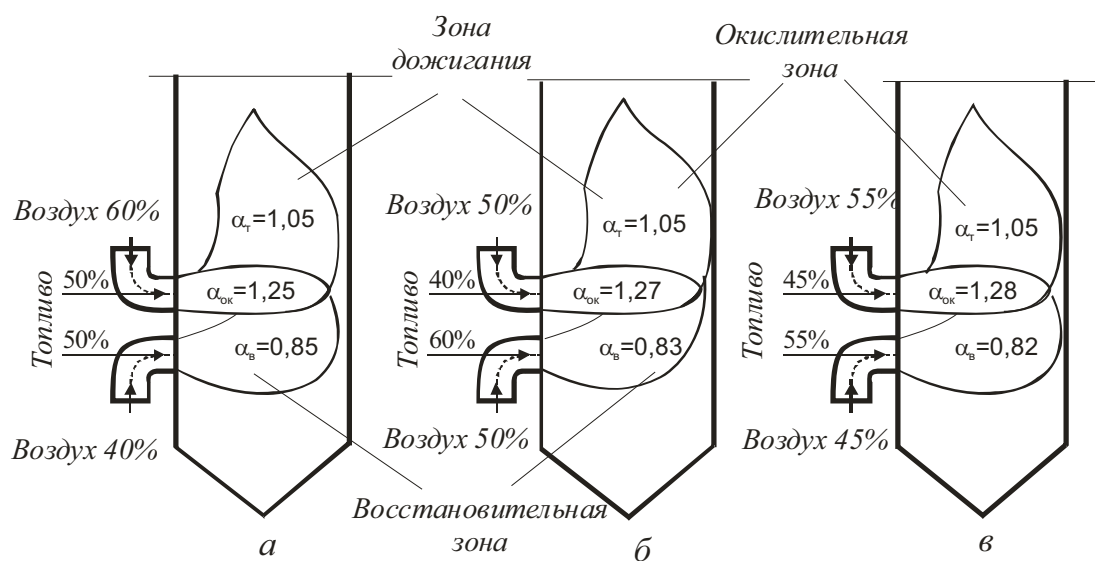 Зона
дожигания
Окислительная
зона
Воздух 60%
Воздух 50%
Воздух 55%
αт=1,05
αт=1,05
αт=1,05
Топливо
50%
αок=1,25
50%
αв=0,85
Топливо
40%
αок=1,27
60%
αв=0,83
Топливо
45%
αок=1,28
55%
αв=0,82
Воздух 40%
Воздух 50%
Воздух 45%
Восстановительная
зона
а
б
в